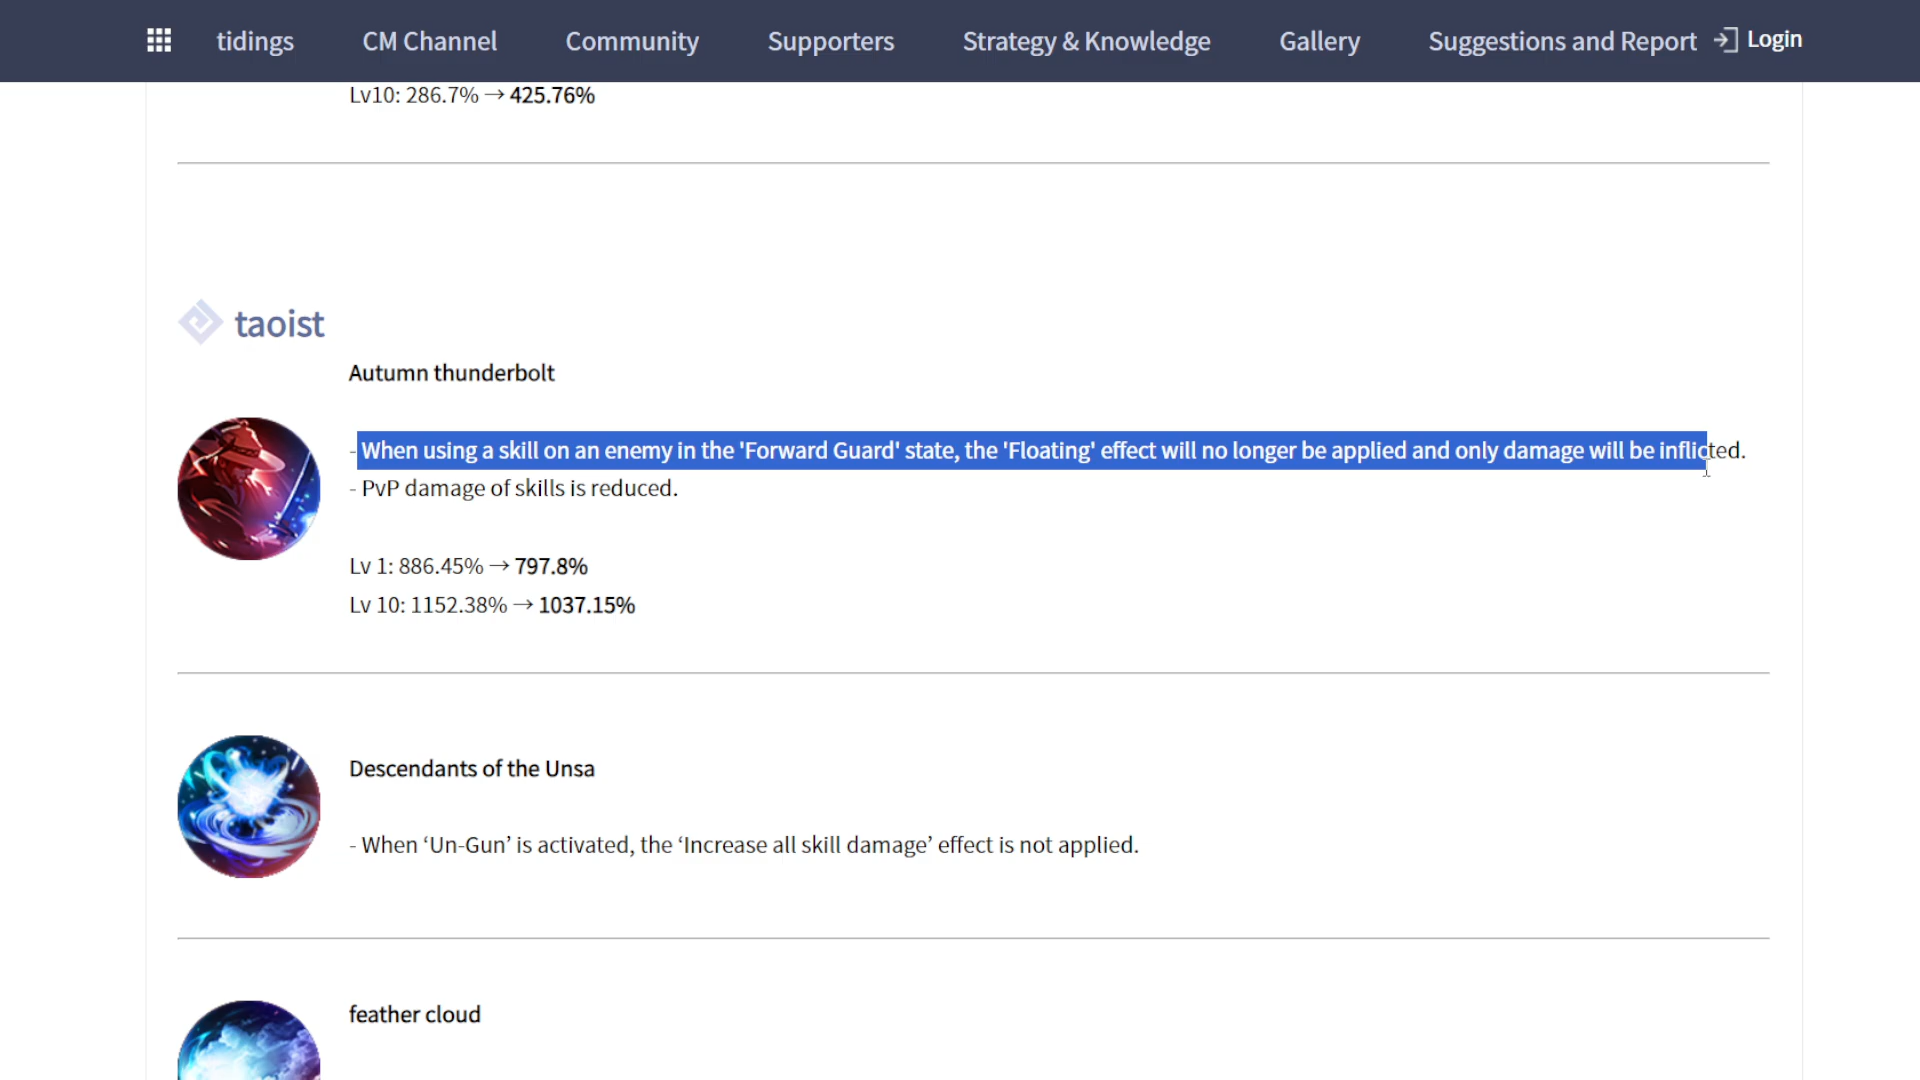 tidings CM Channel Community Supporters Strategy & Knowledge Gallery Suggestions and Report Login
Lv10: 286.7% → 425.76%
taoist
Autumn thunderbolt
- When using a skill on an enemy in the 'Forward Guard' state, the 'Floating' effect will no longer be applied and only damage will be inflicted.
- PvP damage of skills is reduced.
Lv 1: 886.45% → 797.8%
Lv 10: 1152.38% → 1037.15%
Descendants of the Unsa
- When ‘Un-Gun’ is activated, the ‘Increase all skill damage’ effect is not applied.
feather cloud